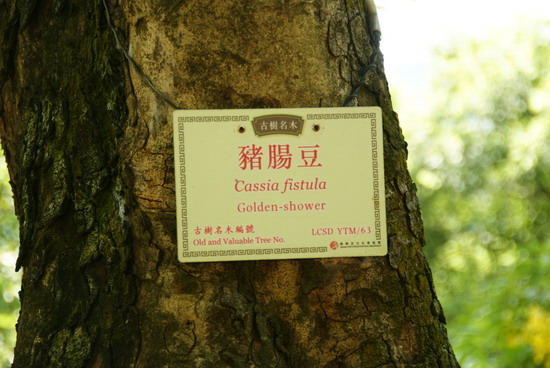 古樹名木
豬腸豆
Cassia fistula
Golden-shower
古樹名木編號
Old and Valuable Tree No.
LCSD YTM/63